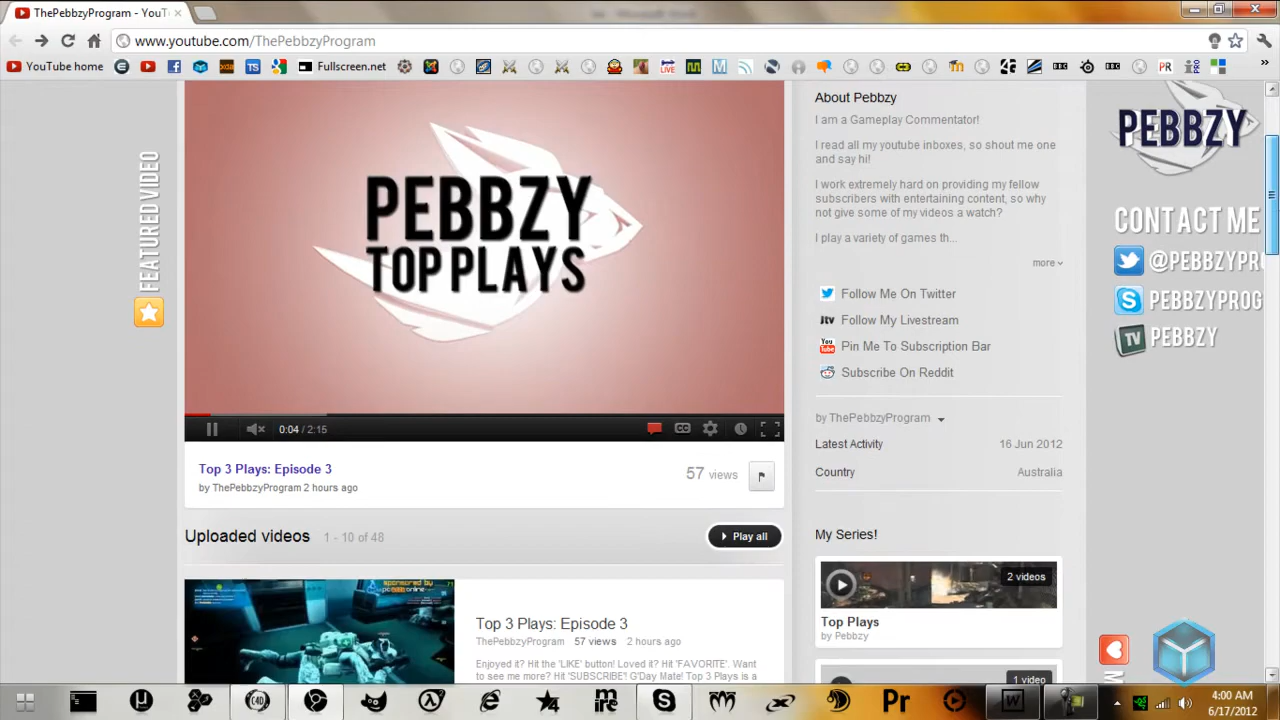 ThePebbzyProgram - YouT
www.youtube.com/ThePebbzyProgram
YouTube home
Fullscreen.net
FEATURED VIDEO
PEBBZY
TOP PLAYS
0:04 / 2:15
Top 3 Plays: Episode 3
by ThePebbzyProgram 2 hours ago
57 views
Uploaded videos 1 - 10 of 48
Play all
Top 3 Plays: Episode 3
ThePebbzyProgram 57 views 2 hours ago
Enjoyed it? Hit the 'LIKE' button! Loved it? Hit 'FAVORITE'. Want
to see me more? Hit 'SUBSCRIBE'! G'Day Mate! Top 3 Plays is a
About Pebbzy
I am a Gameplay Commentator!
I read all my youtube inboxes, so shout me one
and say hi!
I work extremely hard on providing my fellow
subscribers with entertaining content, so why
not give some of my videos a watch?
I play a variety of games th...
more
Follow Me On Twitter
Follow My Livestream
Pin Me To Subscription Bar
Subscribe On Reddit
by ThePebbzyProgram
Latest Activity 16 Jun 2012
Country Australia
My Series!
2 videos
Top Plays
by Pebbzy
1 video
PEBBZY
CONTACT ME
@PEBBZYPR
PEBBZYPROG
PEBBZY
4:00 AM
6/17/2012